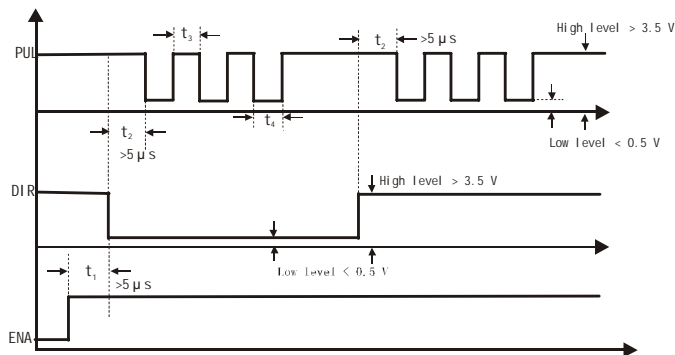 High level > 3.5 V
PUL
t3
t2
>5 µs
t2
>5 µs
t4
Low level < 0.5 V
DIR
High level > 3.5 V
Low level < 0.5 V
t1
>5 µs
ENA